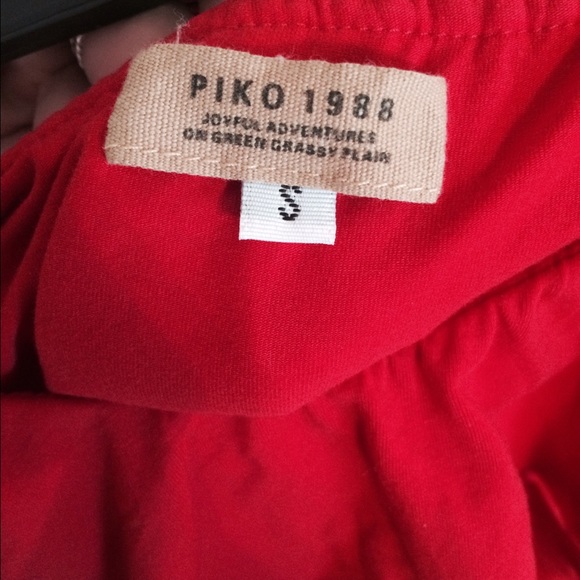 PIKO 1988
JOYFUL ADVENTURES
ON GREEN GRASSY PLAIN
S